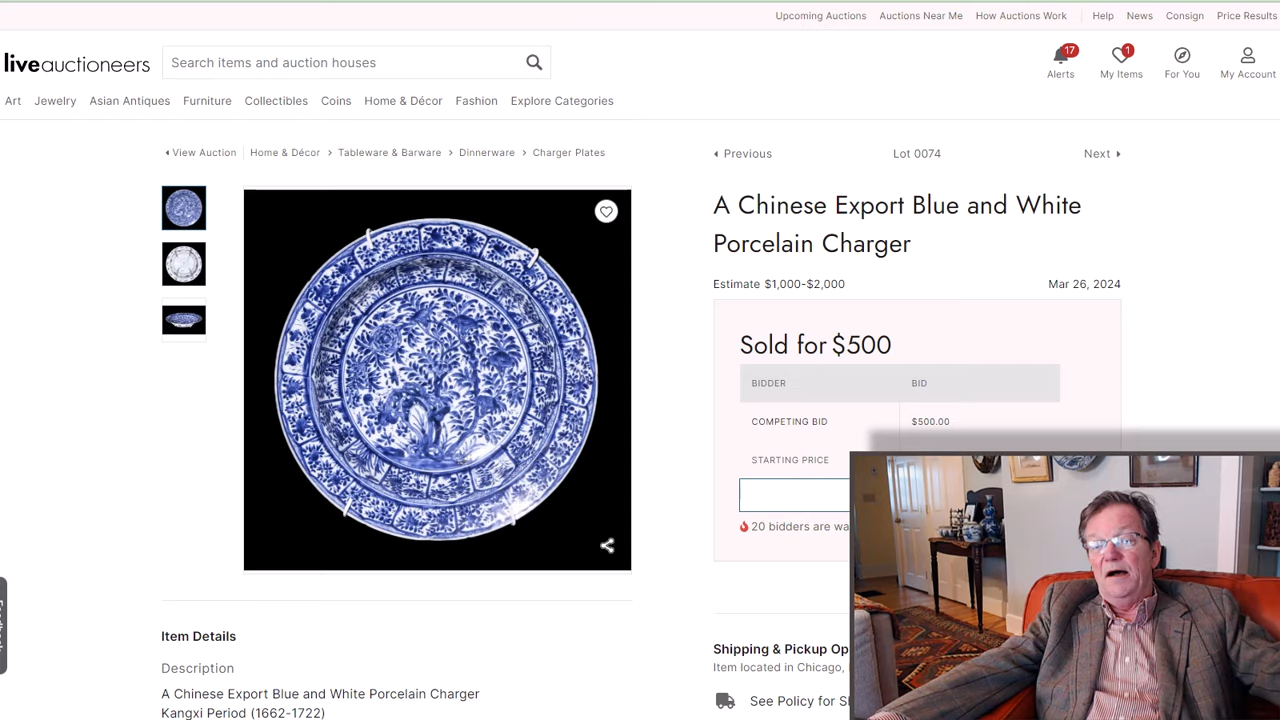 Upcoming Auctions Auctions Near Me How Auctions Work Help News Consign Price Results
liveauctioneers
Search items and auction houses
17
1
Alerts My Items For You My Account
Art Jewelry Asian Antiques Furniture Collectibles Coins Home & Décor Fashion Explore Categories
View Auction Home & Décor Tableware & Barware Dinnerware Charger Plates
Previous Lot 0074 Next
A Chinese Export Blue and White
Porcelain Charger
Estimate $1,000-$2,000 Mar 26, 2024
Sold for $500
BIDDER BID
COMPETING BID $500.00
STARTING PRICE
20 bidders are wa
Item Details
Description
A Chinese Export Blue and White Porcelain Charger
Kangxi Period (1662-1722)
Shipping & Pickup Op
Item located in Chicago,
See Policy for Sh